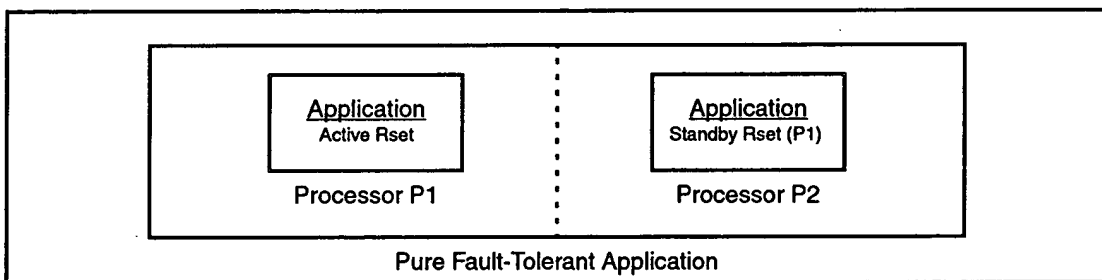 Application
Active Rset
Application
Standby Rset (P1)
Processor P1
Processor P2
Pure Fault-Tolerant Application